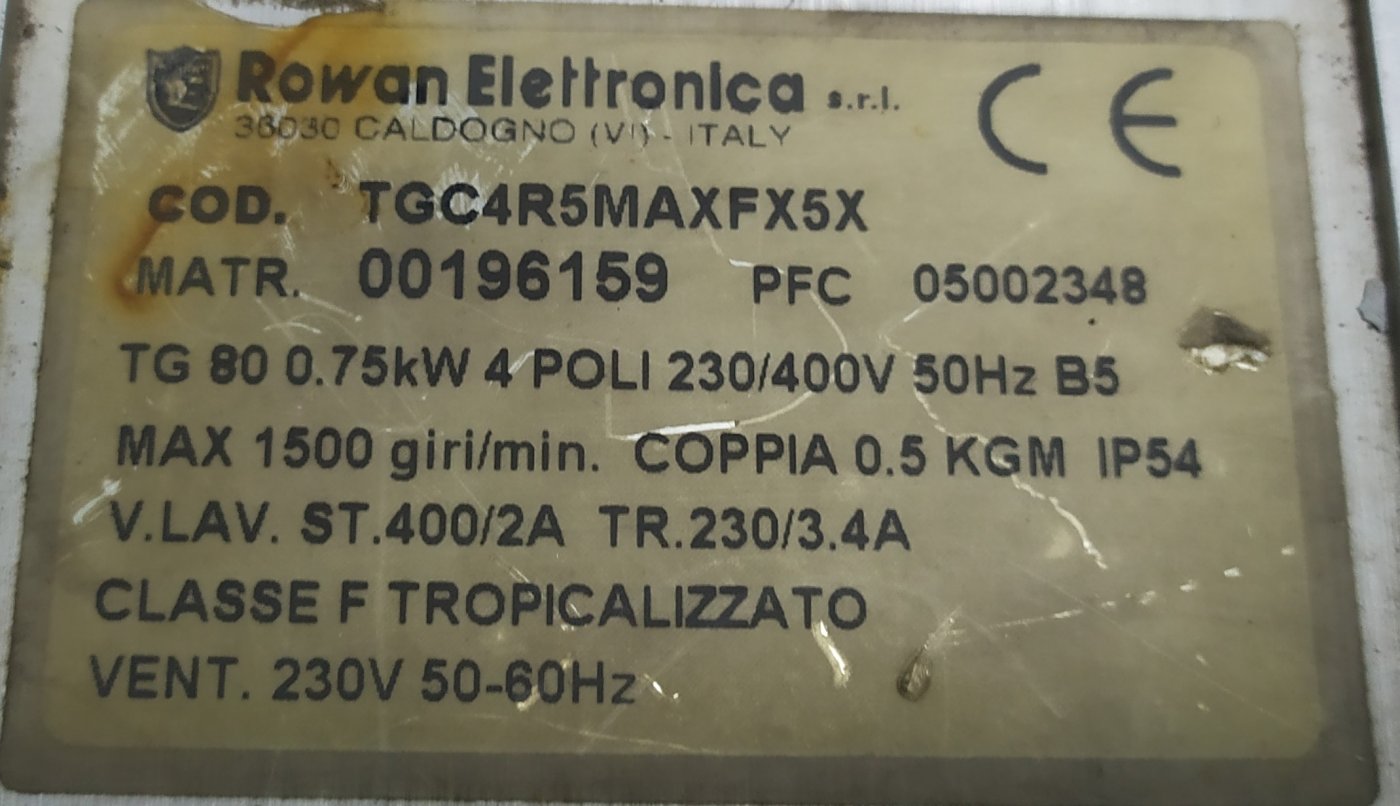 Rowan Elettronica s.r.l.
36030 CALDOGNO (VI) - ITALY
CE
COD. TGC4R5MAXFX5X
MATR. 00196159 PFC 05002348
TG 80 0.75kW 4 POLI 230/400V 50Hz B5
MAX 1500 giri/min. COPPIA 0.5 KGM IP54
V.LAV. ST.400/2A TR.230/3.4A
CLASSE F TROPICALIZZATO
VENT. 230V 50-60Hz